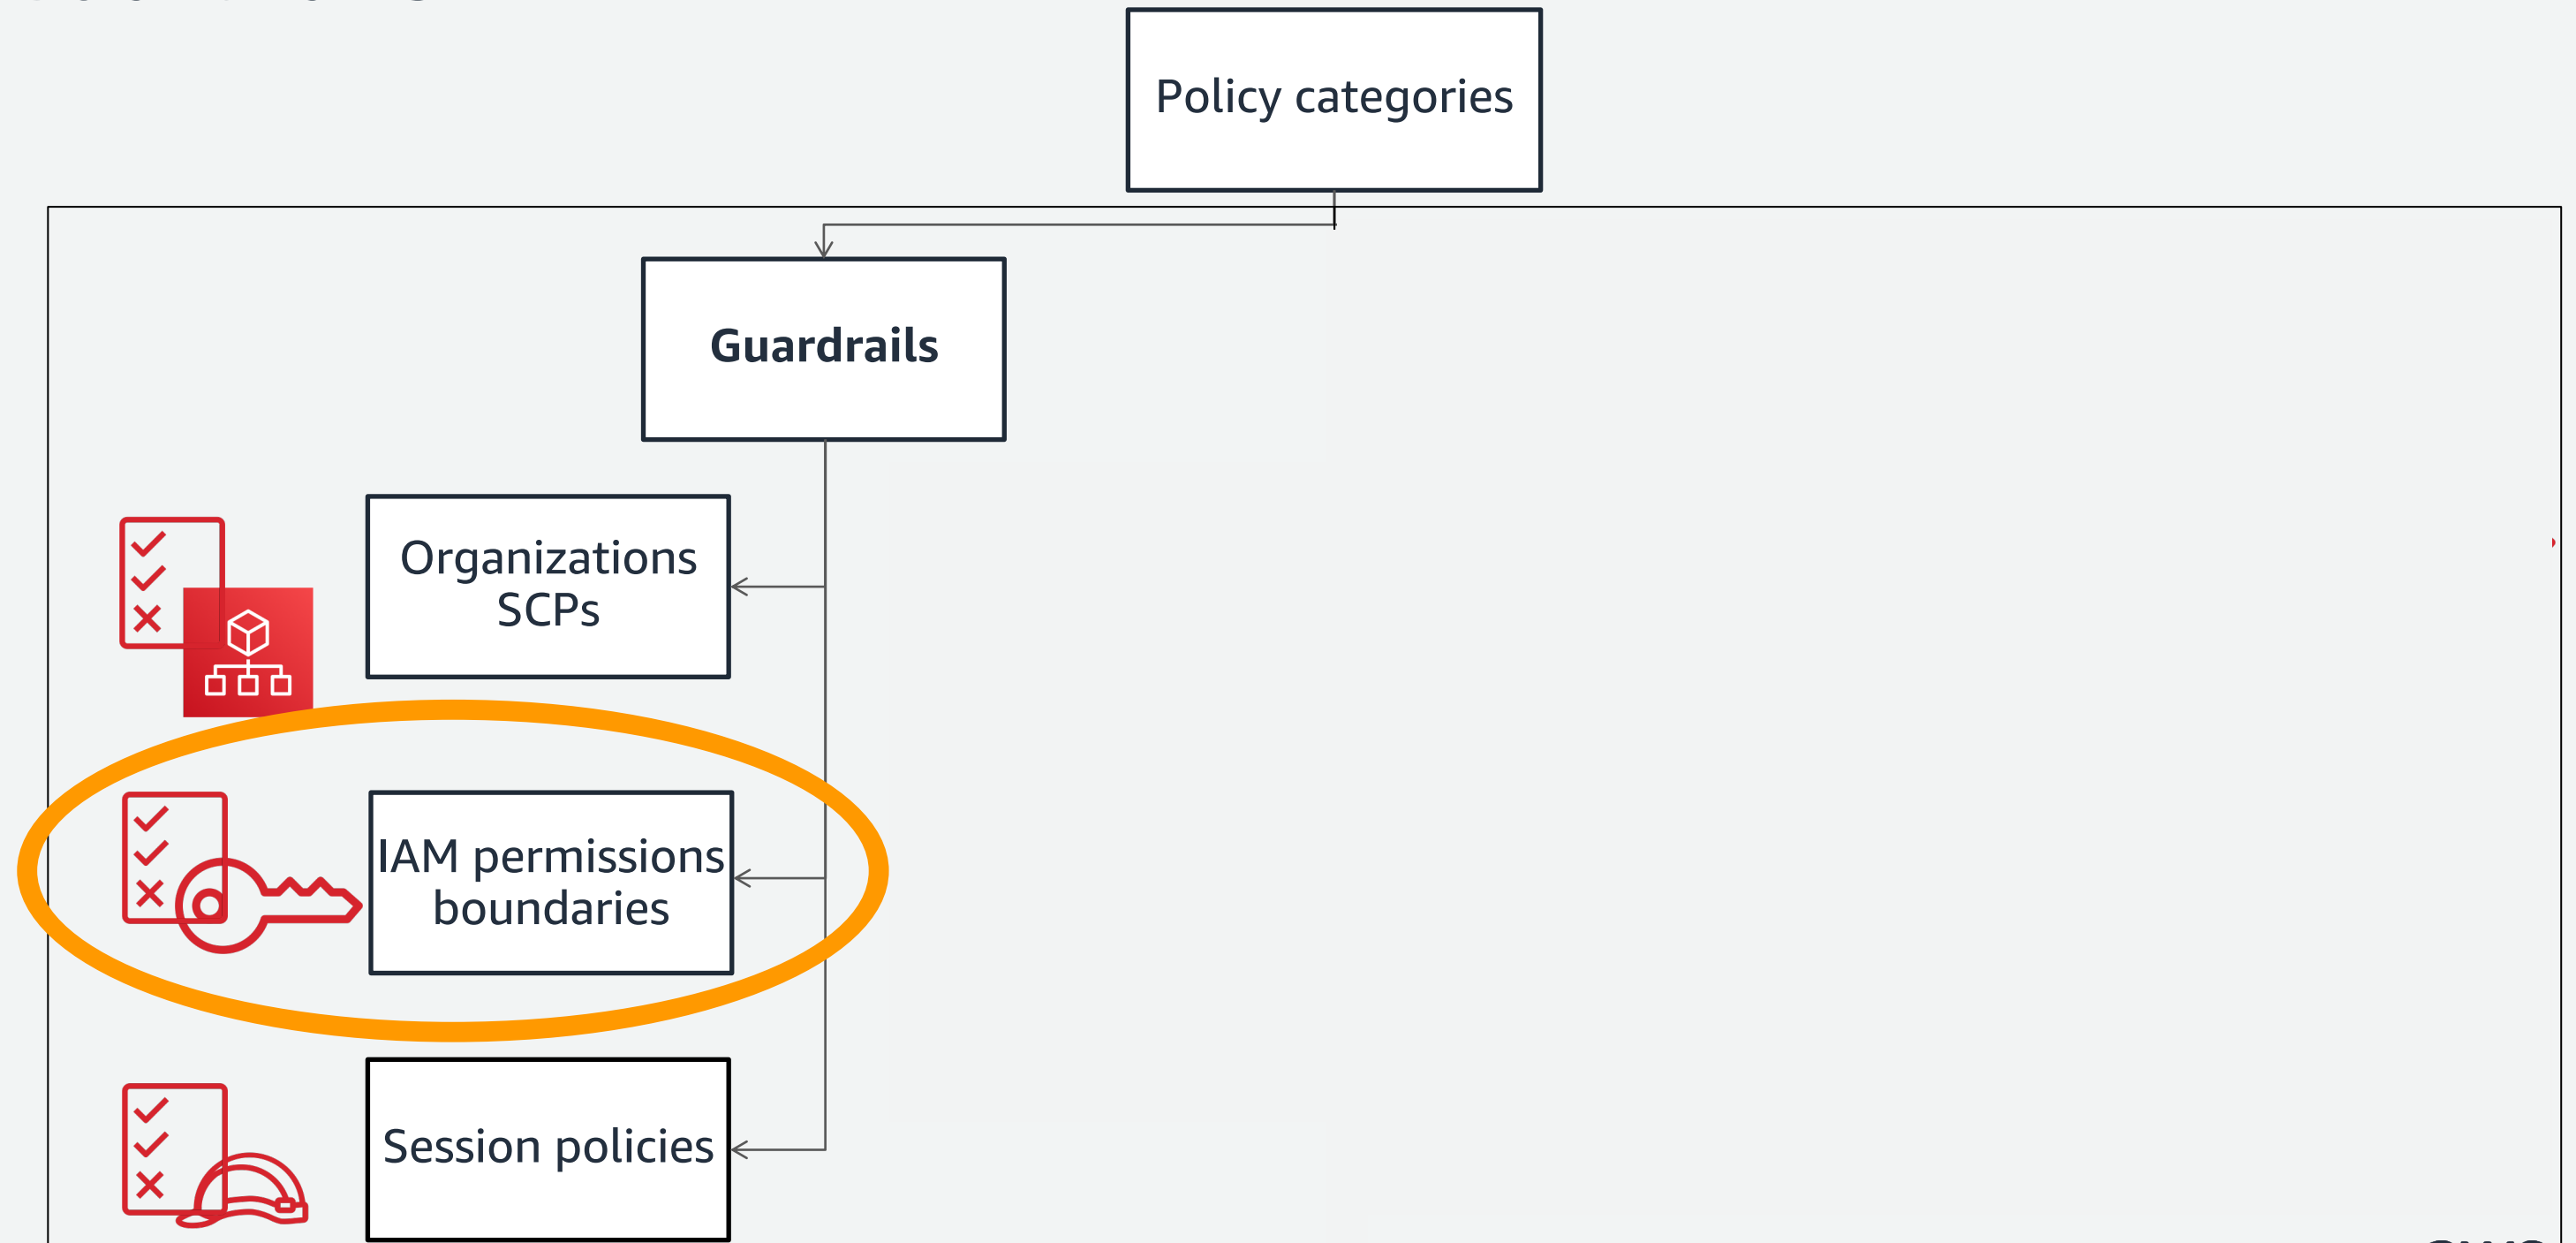 Policy categories
Guardrails
Organizations
SCPs
IAM permissions
boundaries
Session policies